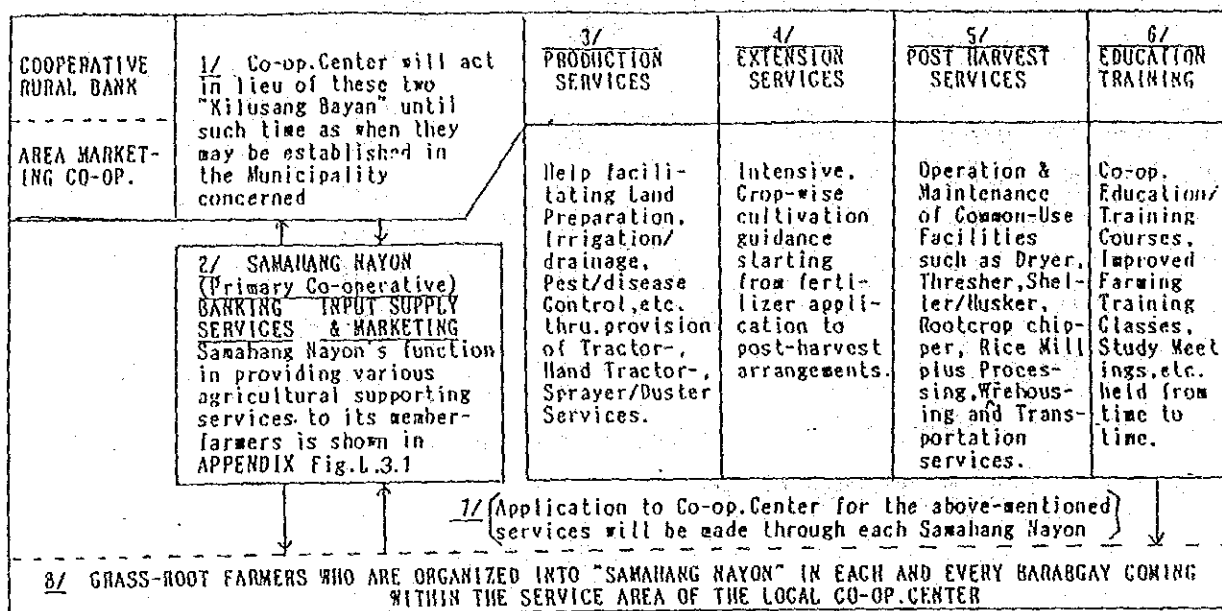 COOPERATIVE
RURAL BANK
AREA MARKET-
ING CO-OP.
1/ Co-op.Center will act
in lieu of these two
"Kilusang Bayan" until
such time as when they
may be established in
the Municipality
concerned
2/ SAMAHANG NAYON
(Primary Co-operative)
BANKING INPUT SUPPLY
SERVICES & MARKETING
Samahang Nayon's function
in providing various
agricultural supporting
services to its member-
farmers is shown in
APPENDIX Fig.L.3.1
3/
PRODUCTION
SERVICES
Help facili-
tating Land
Preparation,
Irrigation/
drainage,
Pest/disease
Control,etc.
thru.provision
of Tractor-,
Hand Tractor-,
Sprayer/Duster
Services.
4/
EXTENSION
SERVICES
Intensive,
Crop-wise
cultivation
guidance
starting
from ferti-
lizer appli-
cation to
post-harvest
arrangements.
5/
POST HARVEST
SERVICES
Operation &
Maintenance
of Common-Use
Facilities
such as Dryer,
Thresher,Shel-
ler/Husker,
Rootcrop chip-
per, Rice Mill
plus Proces-
sing,Wrehous-
ing and Trans-
portation
services.
6/
EDUCATION
TRAINING
Co-op.
Education/
Training
Courses,
Improved
Farming
Training
Classes,
Study Meet
ings,etc.
held from
time to
time.
7/ (Application to Co-op.Center for the above-mentioned
services will be made through each Samahang Nayon)
8/ GRASS-ROOT FARMERS WHO ARE ORGANIZED INTO "SAMAHANG NAYON" IN EACH AND EVERY BARABGAY COMING
WITHIN THE SERVICE AREA OF THE LOCAL CO-OP.CENTER